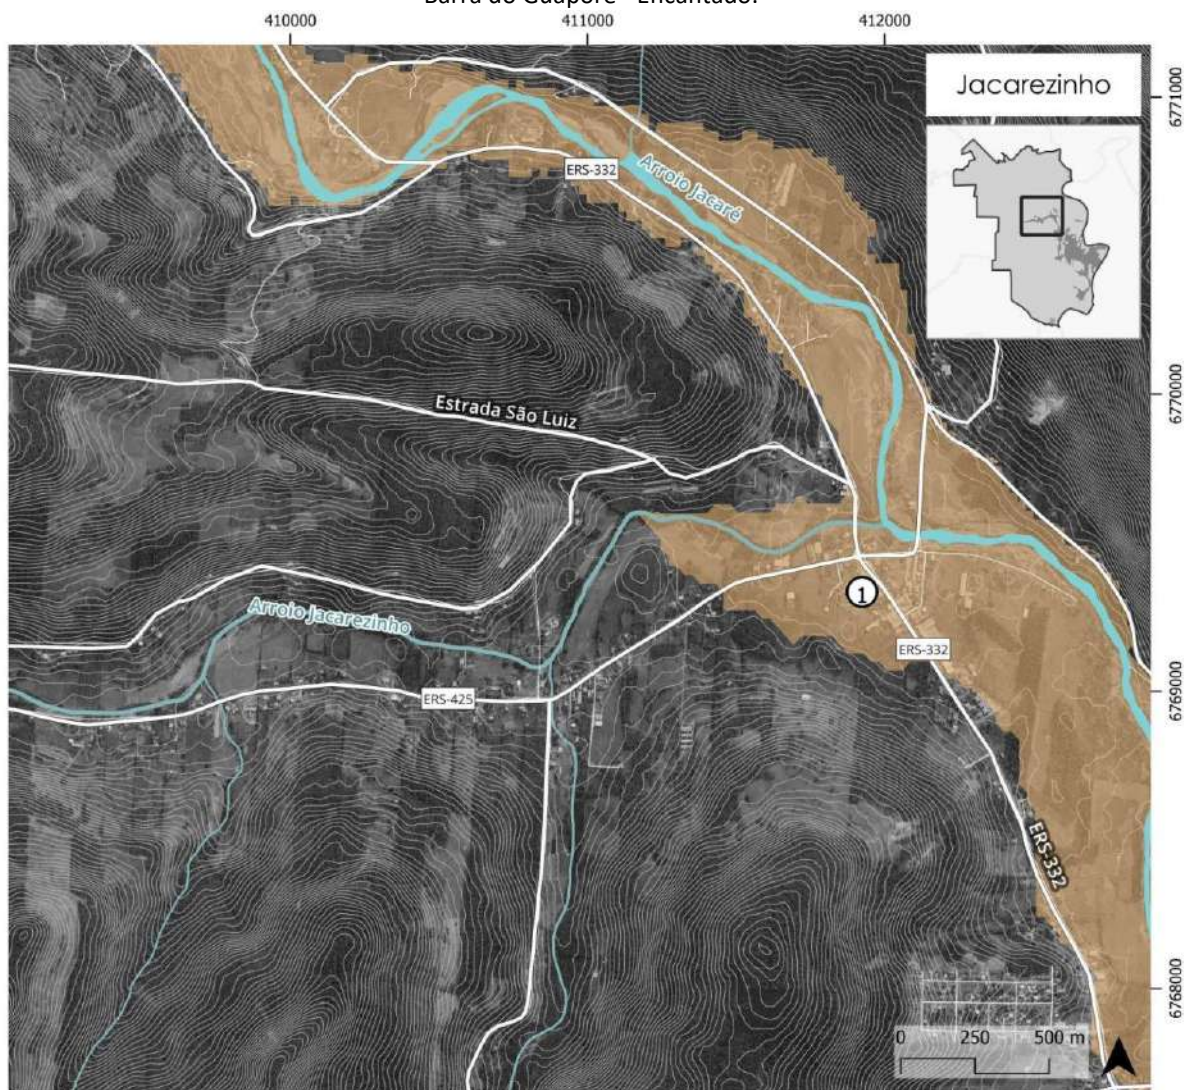 Barra do Guaporé - Encantado.
410000
411000
412000
Jacarezinho
6771000
ERS-332
Arroio Jacaré
6770000
Estrada São Luiz
Arroio Jacarezinho
1
ERS-332
ERS-425
6769000
ERS-332
6768000
0 250 500 m